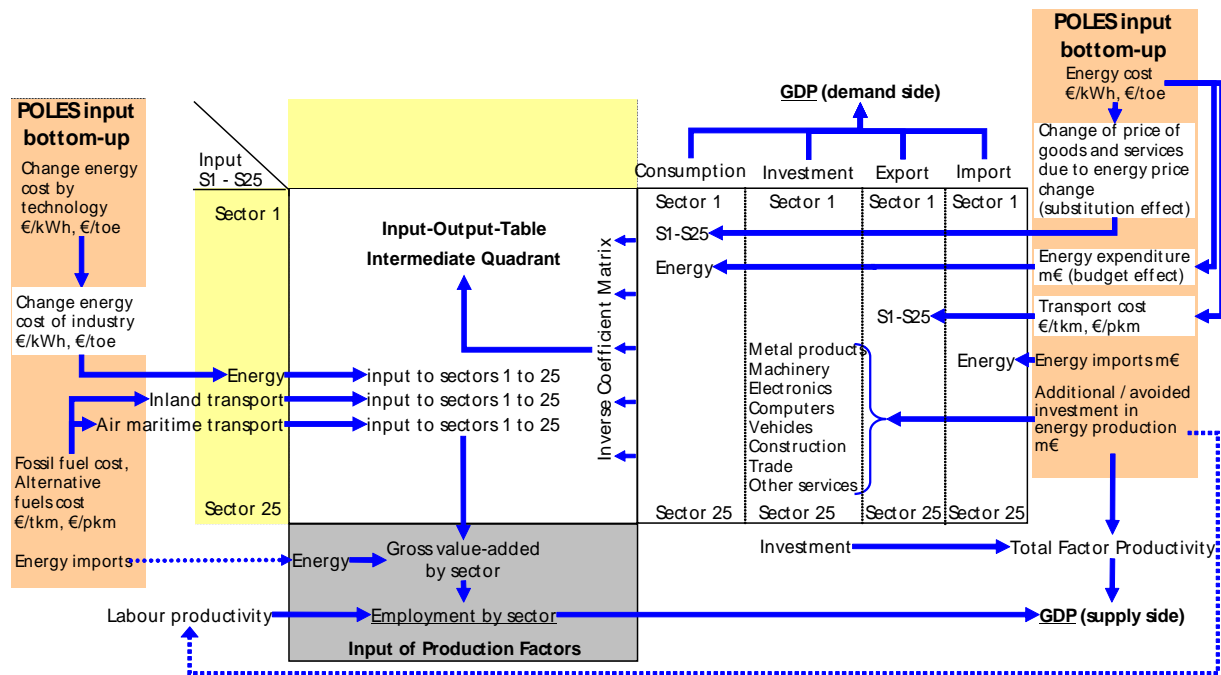 POLES input
bottom-up
Change energy
cost by
technology
€/kWh, €/toe
Change energy
cost of industry
€/kWh, €/toe
Fossil fuel cost,
Alternative
fuels cost
€/tkm, €/pkm
Energy imports
Labour productivity
Input
S1 - S25
Sector 1
Energy
Inland transport
Air maritime transport
Sector 25
Input-Output-Table
Intermediate Quadrant
input to sectors 1 to 25
input to sectors 1 to 25
input to sectors 1 to 25
Energy
Gross value-added
by sector
Employment by sector
Input of Production Factors
Inverse Coefficient Matrix
GDP (demand side)
Consumption
Investment
Export
Import
Sector 1
Sector 1
Sector 1
Sector 1
S1-S25
Energy
S1-S25
Energy
Metal products
Machinery
Electronics
Computers
Vehicles
Construction
Trade
Other services
Sector 25
Sector 25
Sector 25
Sector 25
Investment
Total Factor Productivity
GDP (supply side)
POLES input
bottom-up
Energy cost
€/kWh, €/toe
Change of price of
goods and services
due to energy price
change
(substitution effect)
Energy expenditure
m€ (budget effect)
Transport cost
€/tkm, €/pkm
Energy imports m€
Additional / avoided
investment in
energy production
m€